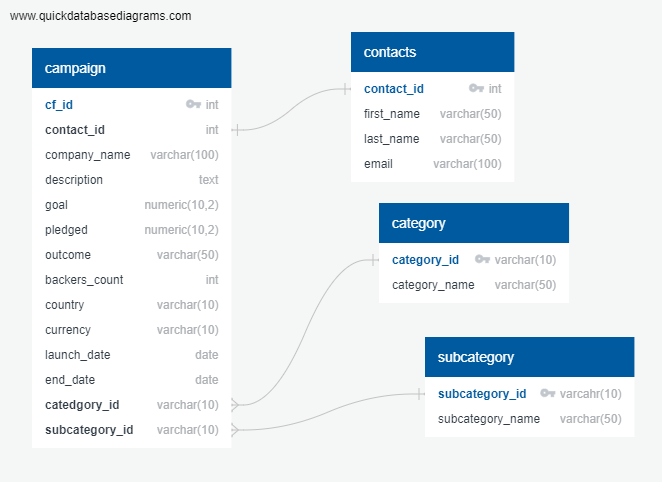 www.quickdatabasediagrams.com
campaign
cf_id int
contact_id int
company_name varchar(100)
description text
goal numeric(10,2)
pledged numeric(10,2)
outcome varchar(50)
backers_count int
country varchar(10)
currency varchar(10)
launch_date date
end_date date
catedgory_id varchar(10)
subcategory_id varchar(10)
contacts
contact_id int
first_name varchar(50)
last_name varchar(50)
email varchar(100)
category
category_id varchar(10)
category_name varchar(50)
subcategory
subcategory_id varcahr(10)
subcategory_name varchar(50)